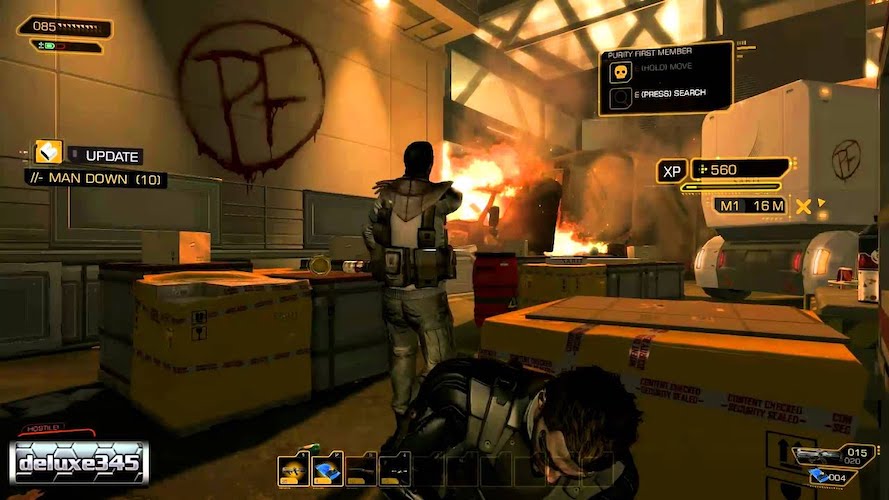 085
PF
PURITY FIRST MEMBER
(HOLD) MOVE
E (PRESS) SEARCH
UPDATE
//- MAN DOWN (10)
XP
560
M1 16 M
PF
CONTENT CHECKED
SECURITY SEALED
CONTENT CHECKED
SECURITY SEALED
HOSTILE
deluxe345
015
020
004